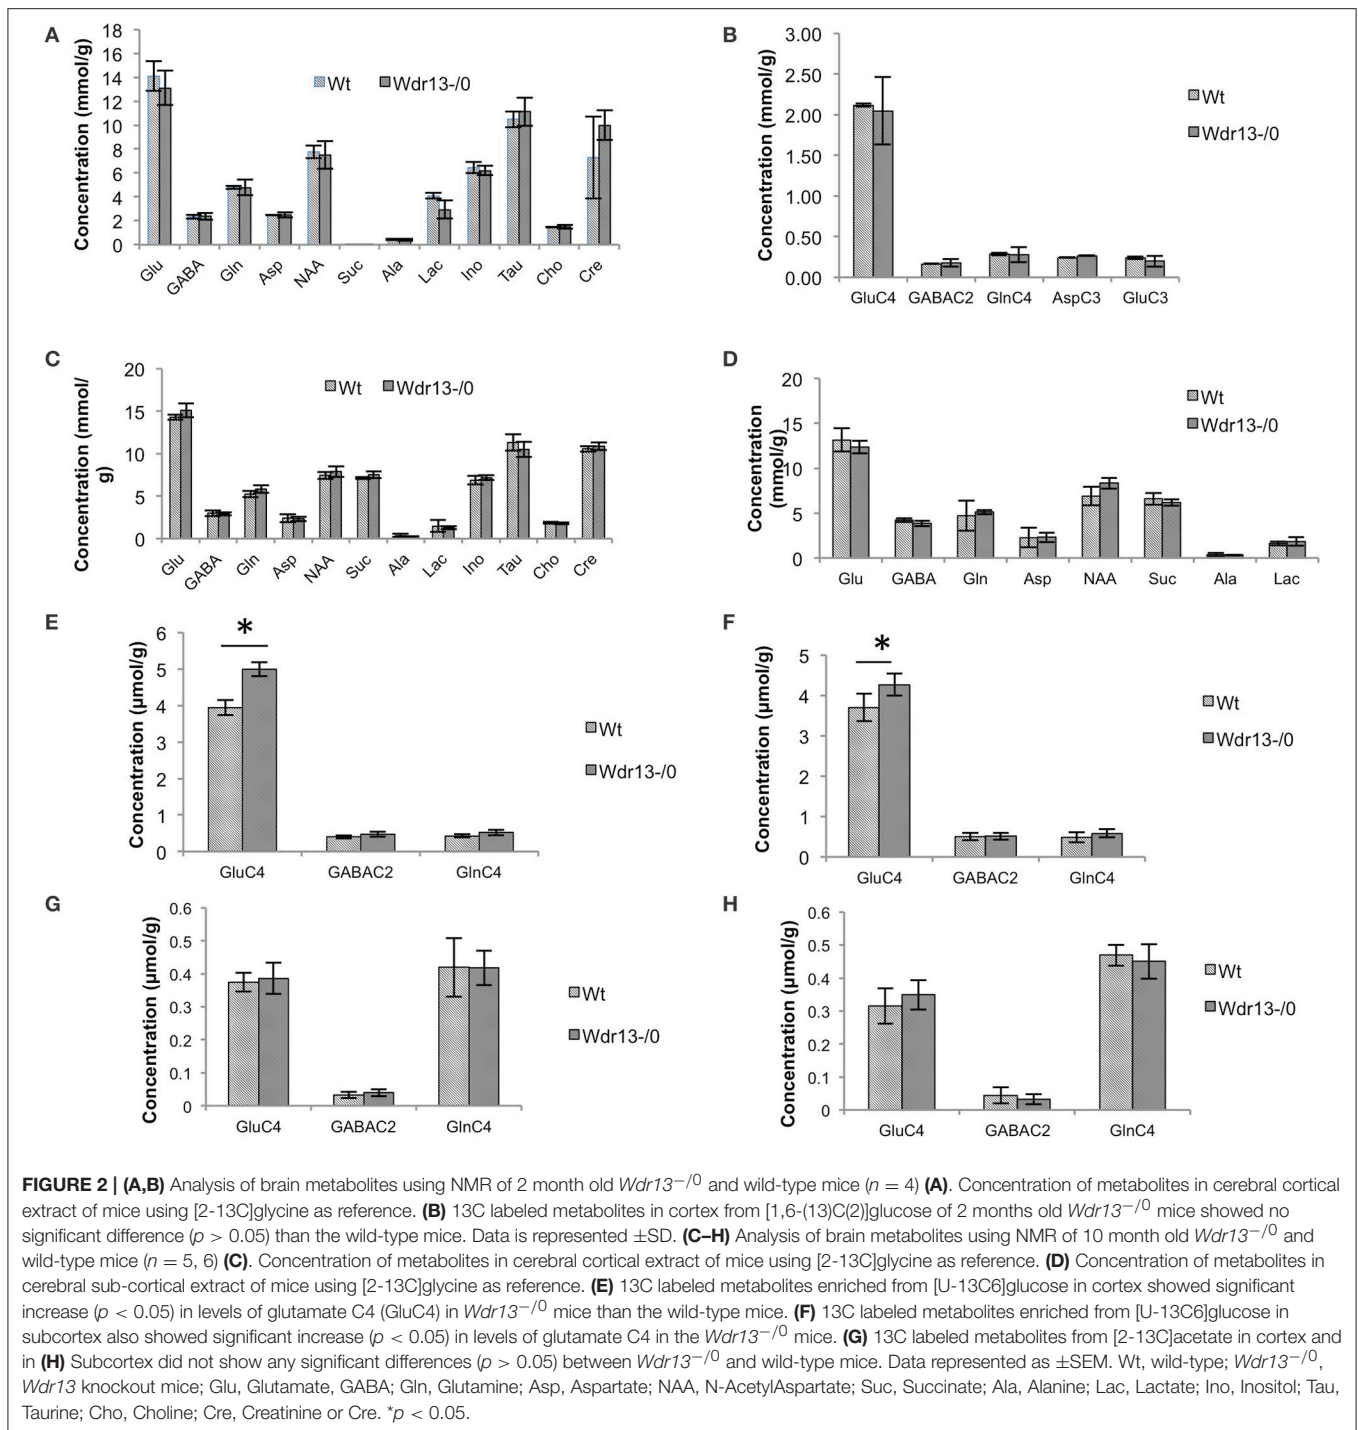 A
Concentration (mmol/g)
18
16
14
12
10
8
6
4
2
0
Wt
Wdr13-/0
Glu
GABA
Gln
Asp
NAA
Suc
Ala
Lac
Ino
Tau
Cho
Cre
B
Concentration (mmol/g)
3.00
2.50
2.00
1.50
1.00
0.50
0.00
Wt
Wdr13-/0
GluC4
GABAC2
GlnC4
AspC3
GluC3
C
Concentration (mmol/
g)
20
15
10
5
0
Wt
Wdr13-/0
Glu
GABA
Gln
Asp
NAA
Suc
Ala
Lac
Ino
Tau
Cho
Cre
D
Concentration
(mmol/g)
20
15
10
5
0
Wt
Wdr13-/0
Glu
GABA
Gln
Asp
NAA
Suc
Ala
Lac
E
Concentration (µmol/g)
6
5
4
3
2
1
0
*
Wt
Wdr13-/0
GluC4
GABAC2
GlnC4
F
Concentration (µmol/g)
5
4
3
2
1
0
*
Wt
Wdr13-/0
GluC4
GABAC2
GlnC4
G
Concentration (µmol/g)
0.6
0.5
0.4
0.3
0.2
0.1
0
Wt
Wdr13-/0
GluC4
GABAC2
GlnC4
H
Concentration (µmol/g)
0.6
0.5
0.4
0.3
0.2
0.1
0
Wt
Wdr13-/0
GluC4
GABAC2
GlnC4
FIGURE 2 | (A,B) Analysis of brain metabolites using NMR of 2 month old Wdr13−/0 and wild-type mice (n = 4) (A). Concentration of metabolites in cerebral cortical
extract of mice using [2-13C]glycine as reference. (B) 13C labeled metabolites in cortex from [1,6-(13)C(2)]glucose of 2 months old Wdr13−/0 mice showed no
significant difference (p > 0.05) than the wild-type mice. Data is represented ±SD. (C–H) Analysis of brain metabolites using NMR of 10 month old Wdr13−/0 and
wild-type mice (n = 5, 6) (C). Concentration of metabolites in cerebral cortical extract of mice using [2-13C]glycine as reference. (D) Concentration of metabolites in
cerebral sub-cortical extract of mice using [2-13C]glycine as reference. (E) 13C labeled metabolites enriched from [U-13C6]glucose in cortex showed significant
increase (p < 0.05) in levels of glutamate C4 (GluC4) in Wdr13−/0 mice than the wild-type mice. (F) 13C labeled metabolites enriched from [U-13C6]glucose in
subcortex also showed significant increase (p < 0.05) in levels of glutamate C4 in the Wdr13−/0 mice. (G) 13C labeled metabolites from [2-13C]acetate in cortex and
in (H) Subcortex did not show any significant differences (p > 0.05) between Wdr13−/0 and wild-type mice. Data represented as ±SEM. Wt, wild-type; Wdr13−/0,
Wdr13 knockout mice; Glu, Glutamate, GABA; Gln, Glutamine; Asp, Aspartate; NAA, N-AcetylAspartate; Suc, Succinate; Ala, Alanine; Lac, Lactate; Ino, Inositol; Tau,
Taurine; Cho, Choline; Cre, Creatinine or Cre. *p < 0.05.